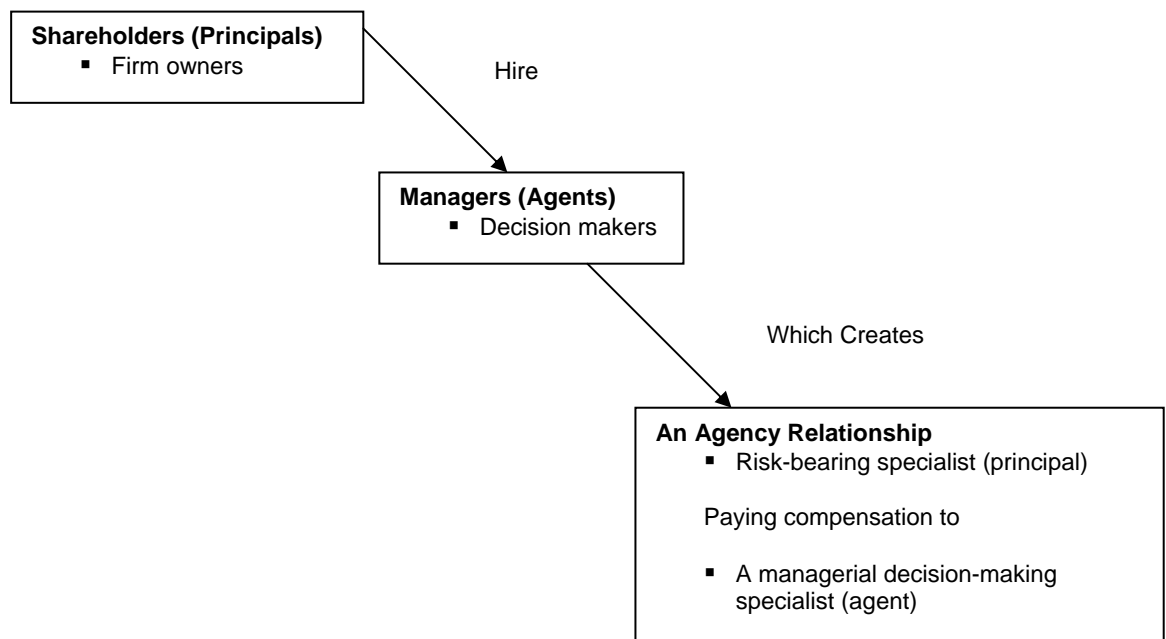 Shareholders (Principals)
▪ Firm owners
Hire
Managers (Agents)
▪ Decision makers
Which Creates
An Agency Relationship
▪ Risk-bearing specialist (principal)
Paying compensation to
▪ A managerial decision-making
specialist (agent)